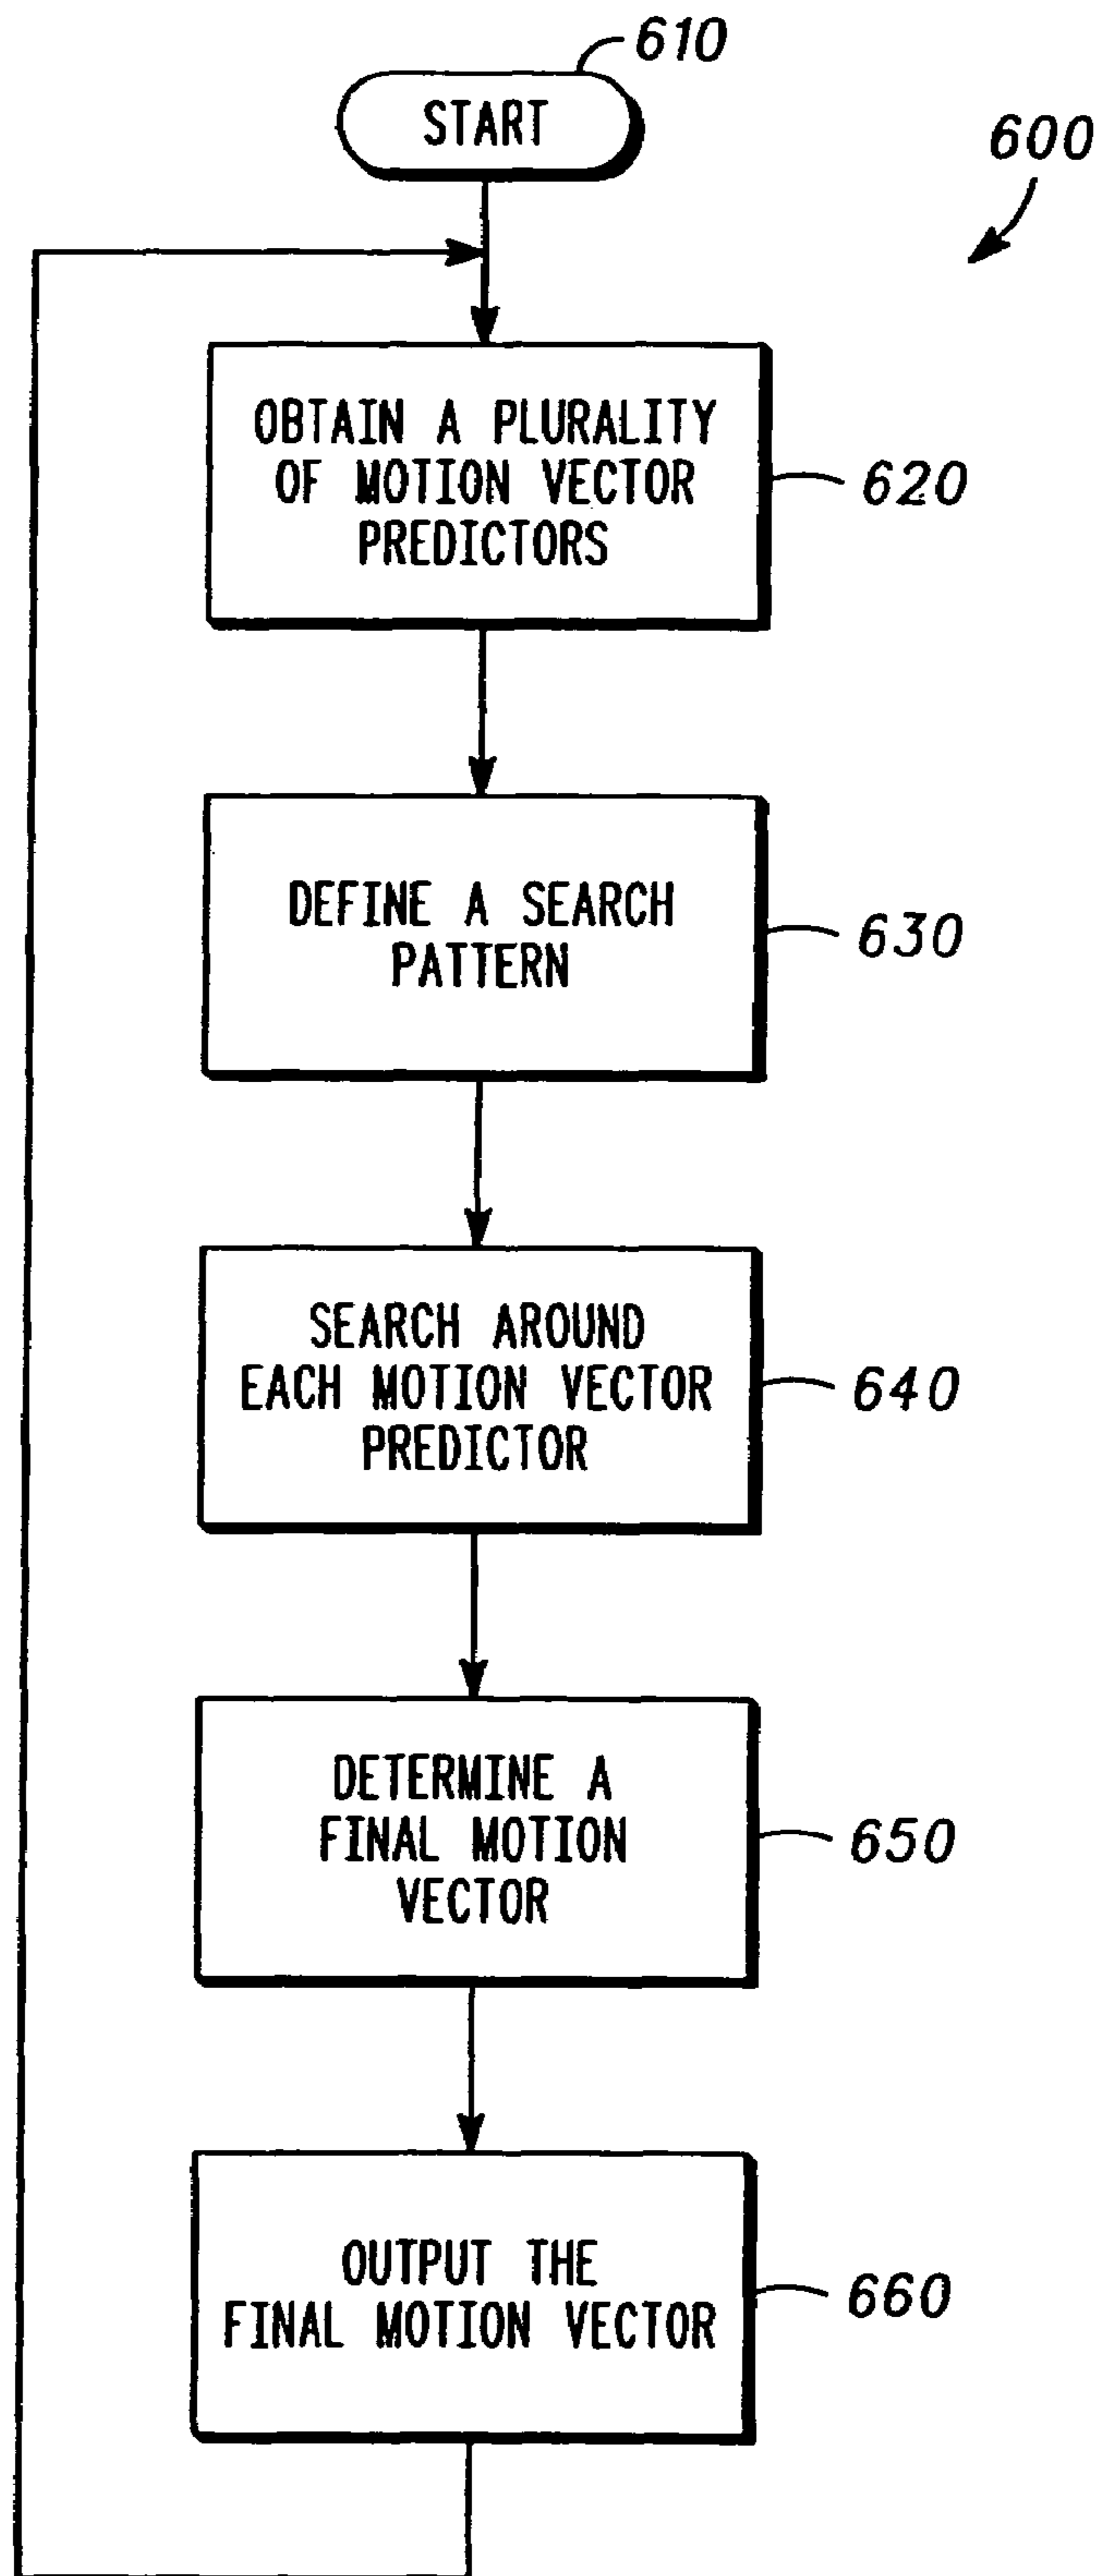 610
START
600
OBTAIN A PLURALITY
OF MOTION VECTOR
PREDICTORS
620
DEFINE A SEARCH
PATTERN
630
SEARCH AROUND
EACH MOTION VECTOR
PREDICTOR
640
DETERMINE A
FINAL MOTION
VECTOR
650
OUTPUT THE
FINAL MOTION VECTOR
660